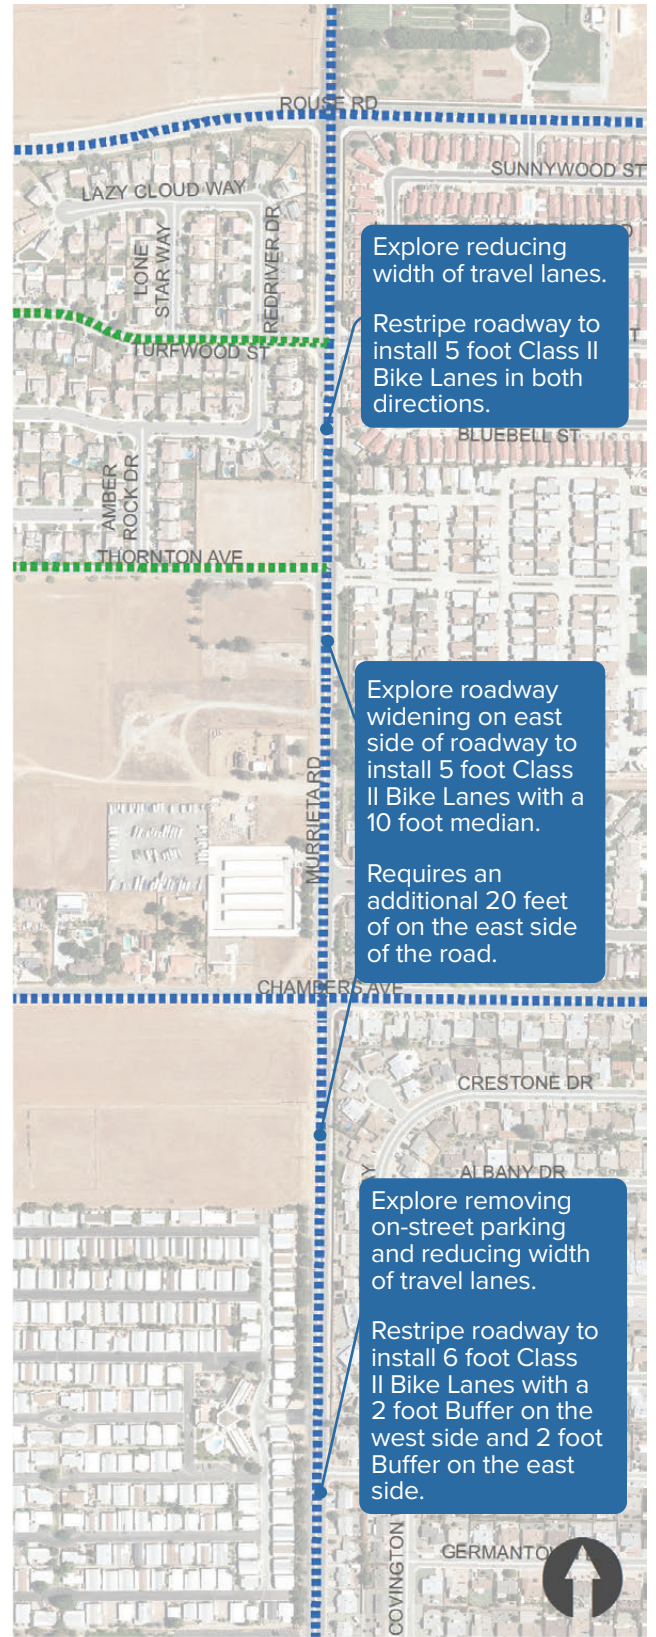 ROUSE RD
SUNNYWOOD ST
LAZY CLOUD WAY
LONE
STAR WAY
REDRIVER DR
Explore reducing
width of travel lanes.
Restripe roadway to
install 5 foot Class II
Bike Lanes in both
directions.
TURFWOOD ST
BLUEBELL ST
AMBER
ROCK DR
THORNTON AVE
Explore roadway
widening on east
side of roadway to
install 5 foot Class
II Bike Lanes with a
10 foot median.
Requires an
additional 20 feet
of on the east side
of the road.
MURRIETA RD
CHAMBERS AVE
CRESTONE DR
ALBANY DR
Explore removing
on-street parking
and reducing width
of travel lanes.
Restripe roadway to
install 6 foot Class
II Bike Lanes with a
2 foot Buffer on the
west side and 2 foot
Buffer on the east
side.
COVINGTON